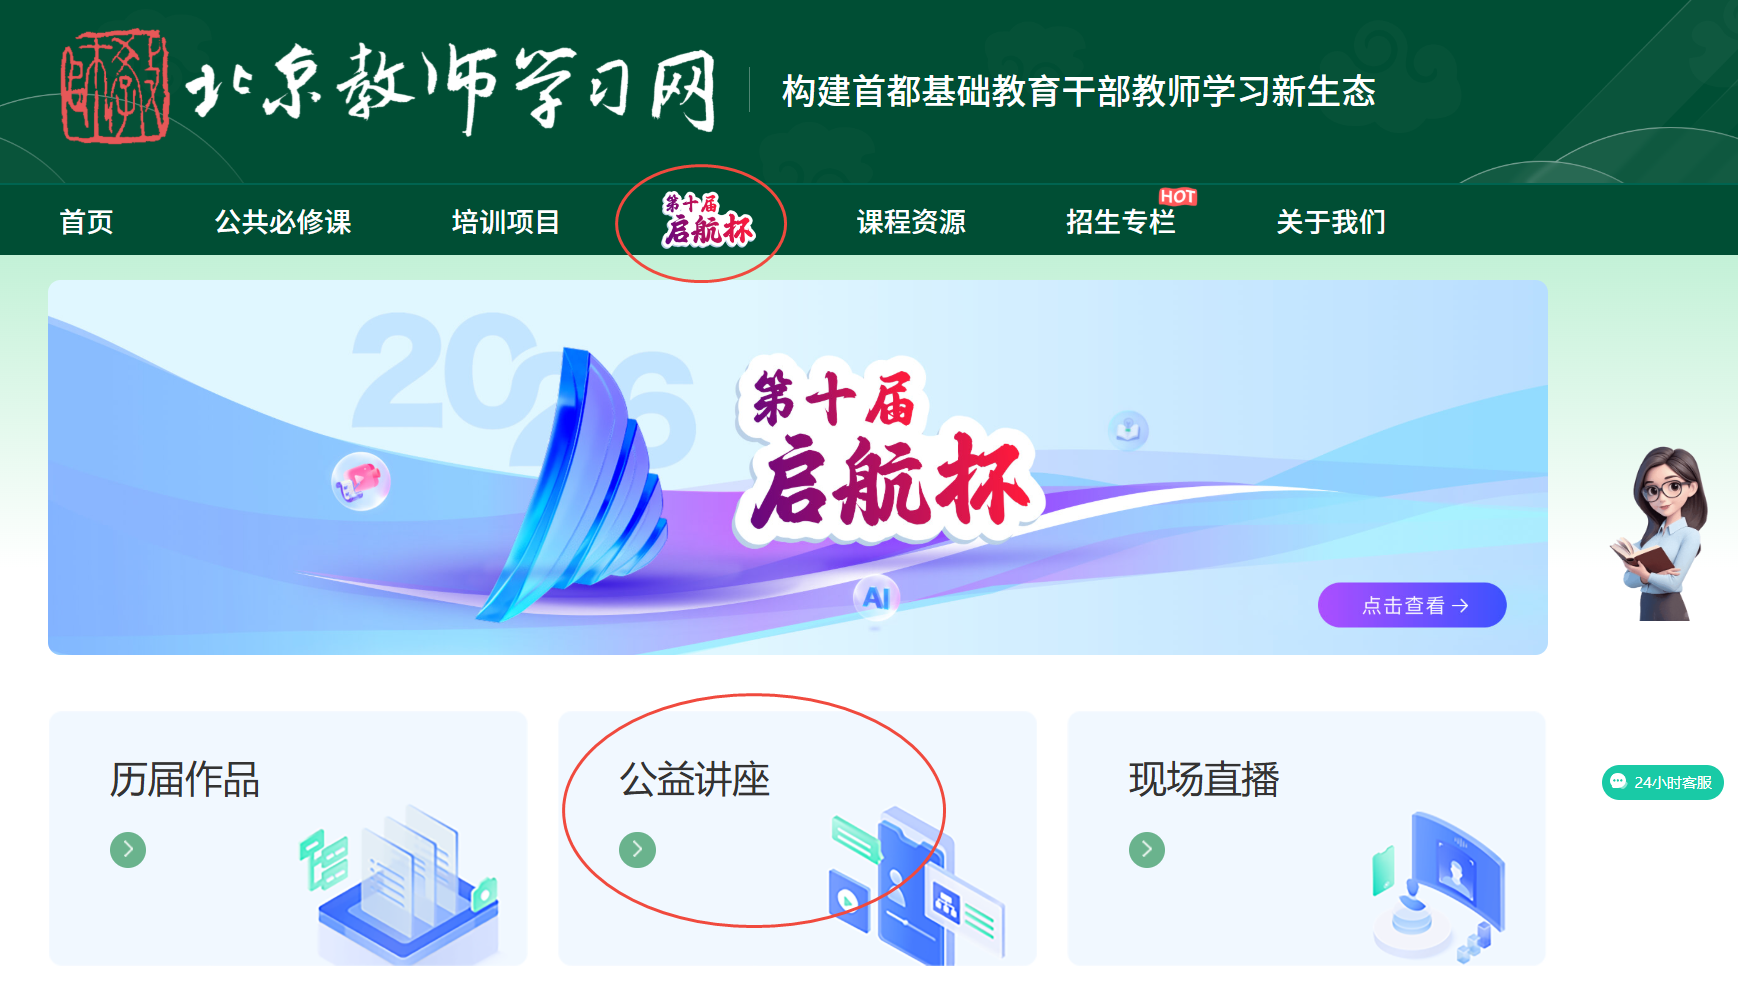 北京教师学习网
构建首都基础教育干部教师学习新生态
首页
公共必修课
培训项目
第十届
启航杯
课程资源
招生专栏
HOT
关于我们
2026
第十届
启航杯
AI
点击查看→
历届作品
公益讲座
现场直播
24小时客服